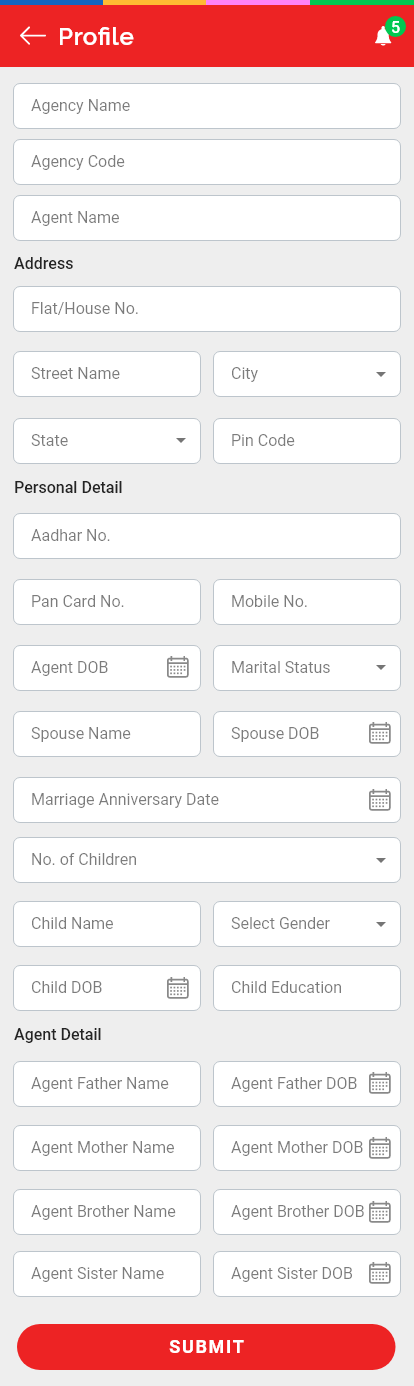 Profile 5
Agency Name
Agency Code
Agent Name
Address
Flat/House No.
Street Name City
State Pin Code
Personal Detail
Aadhar No.
Pan Card No. Mobile No.
Agent DOB Marital Status
Spouse Name Spouse DOB
Marriage Anniversary Date
No. of Children
Child Name Select Gender
Child DOB Child Education
Agent Detail
Agent Father Name Agent Father DOB
Agent Mother Name Agent Mother DOB
Agent Brother Name Agent Brother DOB
Agent Sister Name Agent Sister DOB
SUBMIT